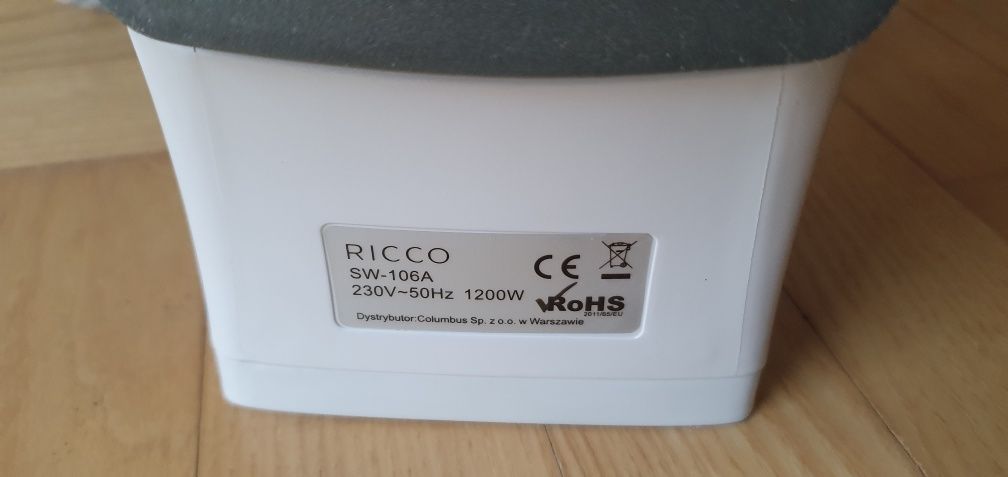 RICCO
SW-106A
230V~50Hz 1200W
CE
RoHS
2011/65/EU
Dystrybutor:Columbus Sp. z o.o. w Warszawie